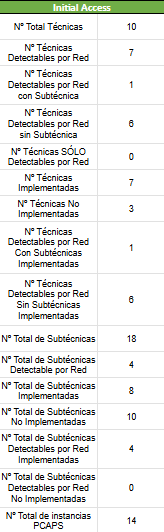 Initial Access
Nº Total Técnicas 10
Nº Técnicas
Detectables por Red 7
Nº Técnicas
Detectables por Red
con Subtécnica 1
Nº Técnicas
Detectables por Red
sin Subtécnica 6
Nº Técnicas SÓLO
Detectables por Red 0
Nº Técnicas
Implementadas 7
Nº Técnicas No
Implementadas 3
Nº Técnicas
Detectables por Red
Con Subtécnicas
Implementadas 1
Nº Técnicas
Detectables por Red
Sin Subtécnicas
Implementadas 6
Nº Total de Subtécnicas 18
Nº Total de Subtécnicas
Detectable por Red 4
Nº Total de Subtécnicas
Implementadas 8
Nº Total de Subtécnicas
No Implementadas 10
Nº Total de Subtécnicas
Detectables por Red
Implementadas 4
Nº Total de Subtécnicas
Detectables por Red
No Implementadas 0
Nº Total de instancias
PCAPS 14